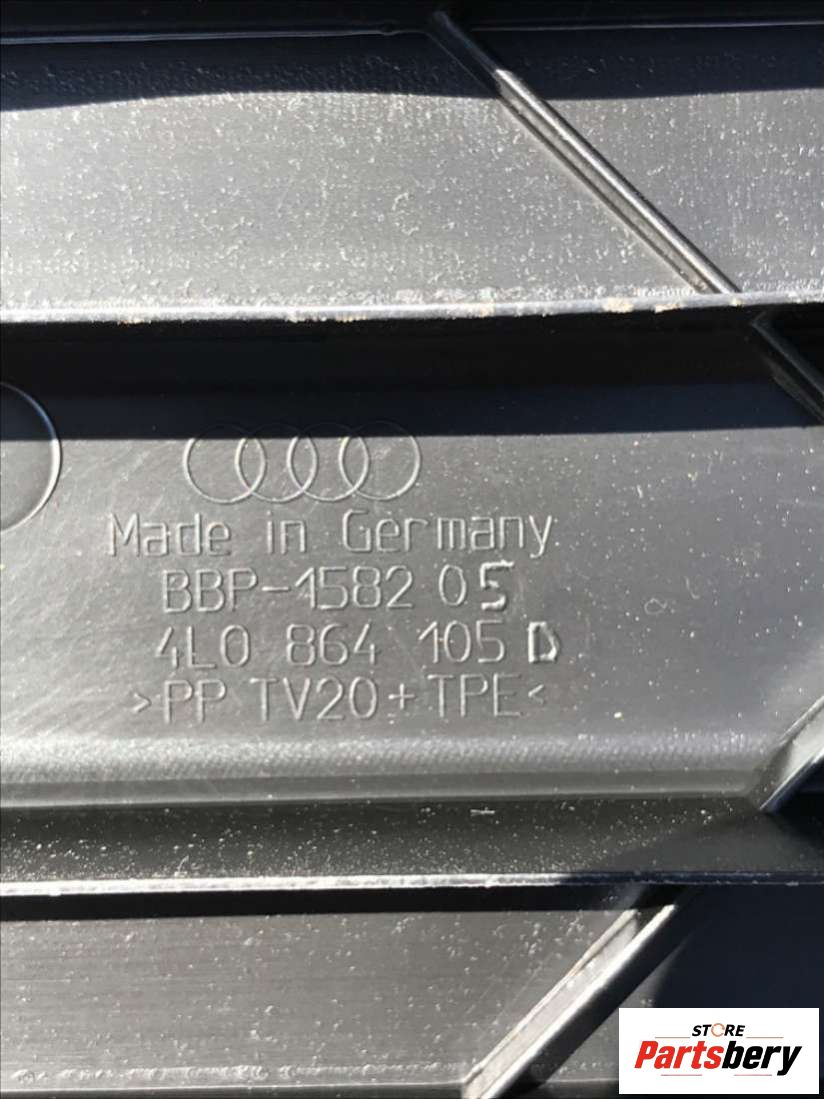 Made in Germany
BBP-1582 05
4L0 864 105 D
>PP TV20+TPE<
STORE
Partsbery